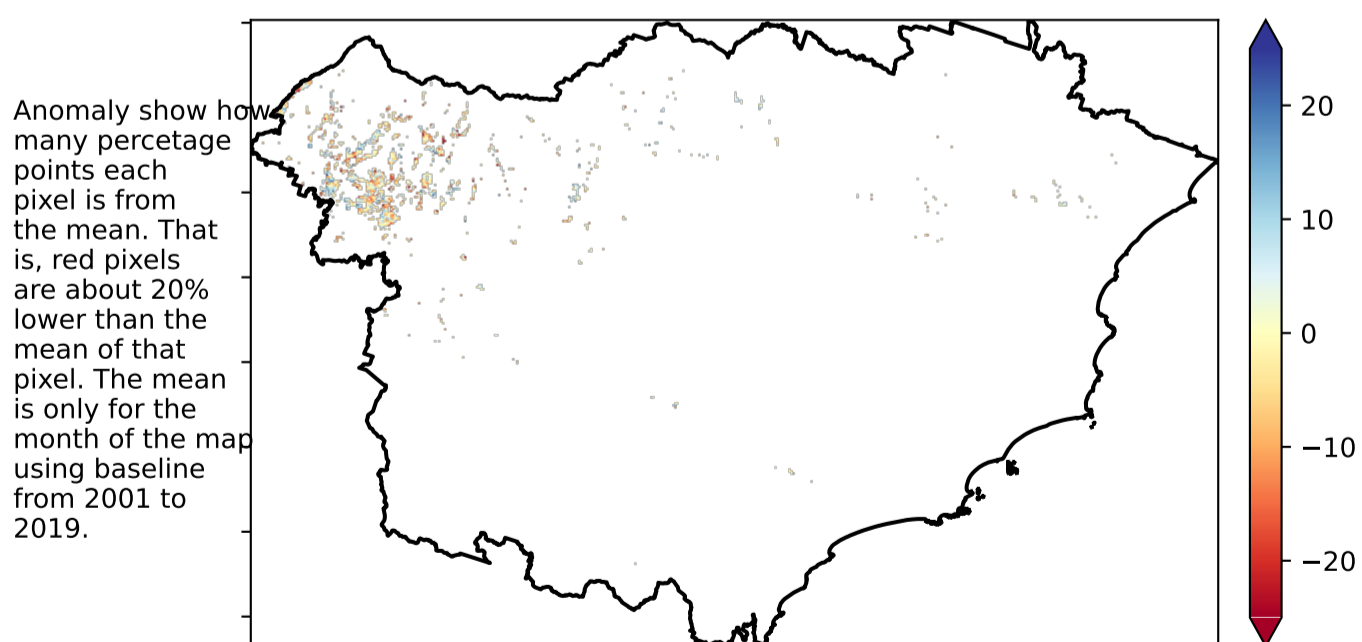 Anomaly show how
many percetage
points each
pixel is from
the mean. That
is, red pixels
are about 20%
lower than the
mean of that
pixel. The mean
is only for the
month of the map
using baseline
from 2001 to
2019.
20
10
0
−10
−20